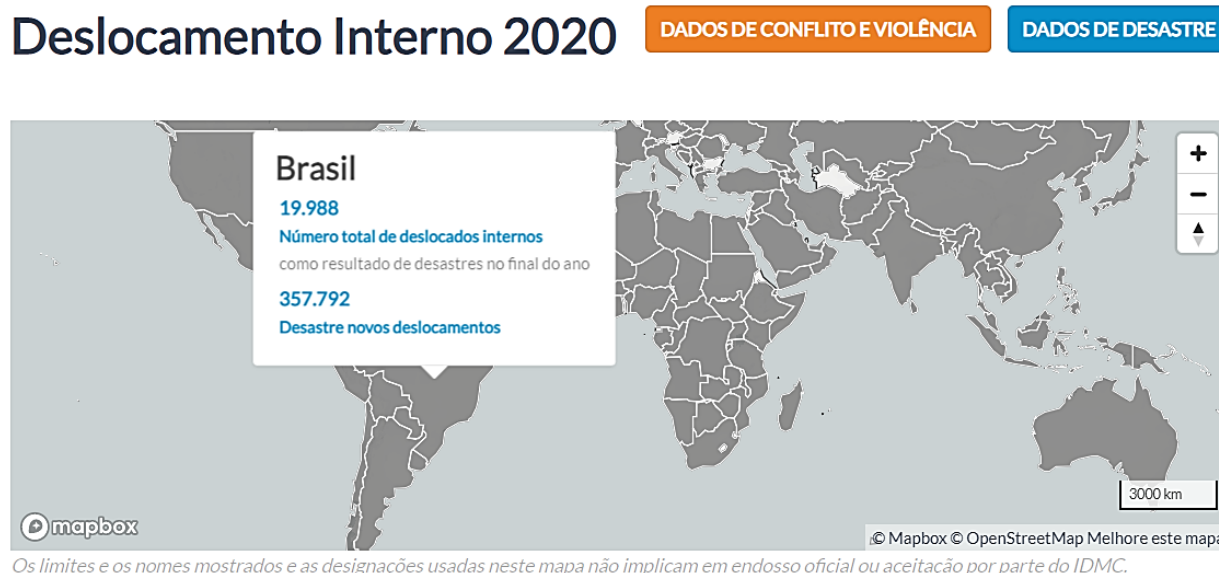 Deslocamento Interno 2020
DADOS DE CONFLITO E VIOLÊNCIA
DADOS DE DESASTRE
Brasil
19.988
Número total de deslocados internos
como resultado de desastres no final do ano
357.792
Desastre novos deslocamentos
3000 km
mapbox
© Mapbox © OpenStreetMap Melhore este mapa
Os limites e os nomes mostrados e as designações usadas neste mapa não implicam em endosso oficial ou aceitação por parte do IDMC.